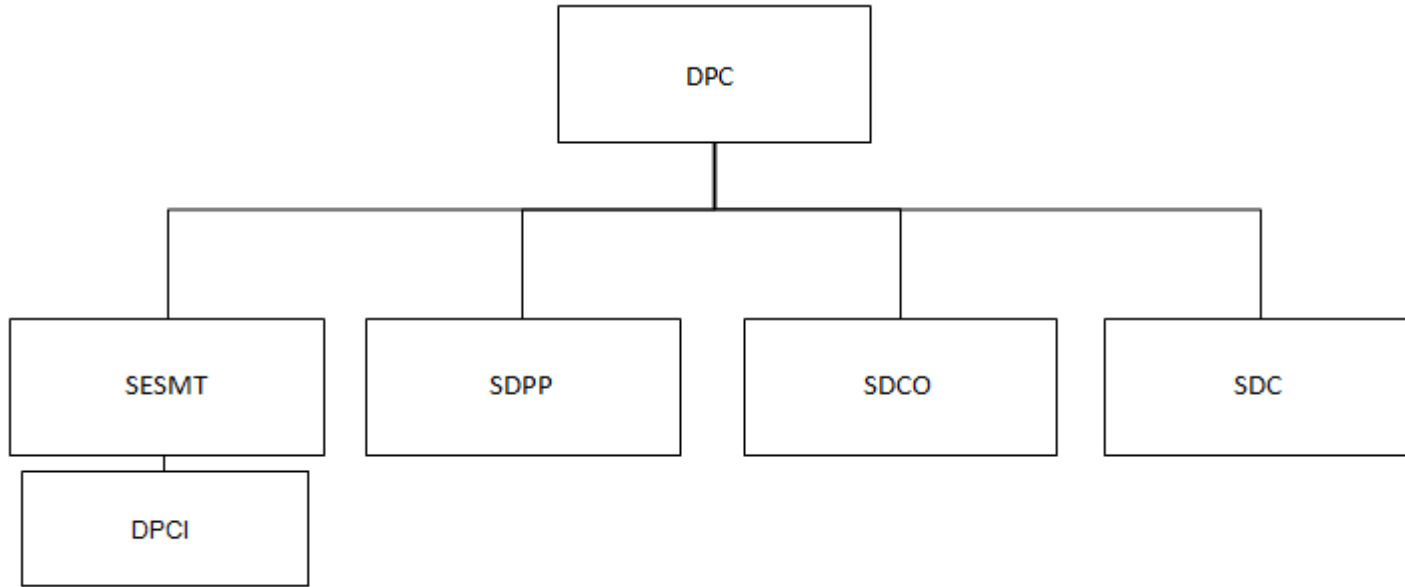 DPC
SESMT
SDPP
SDCO
SDC
DPCI